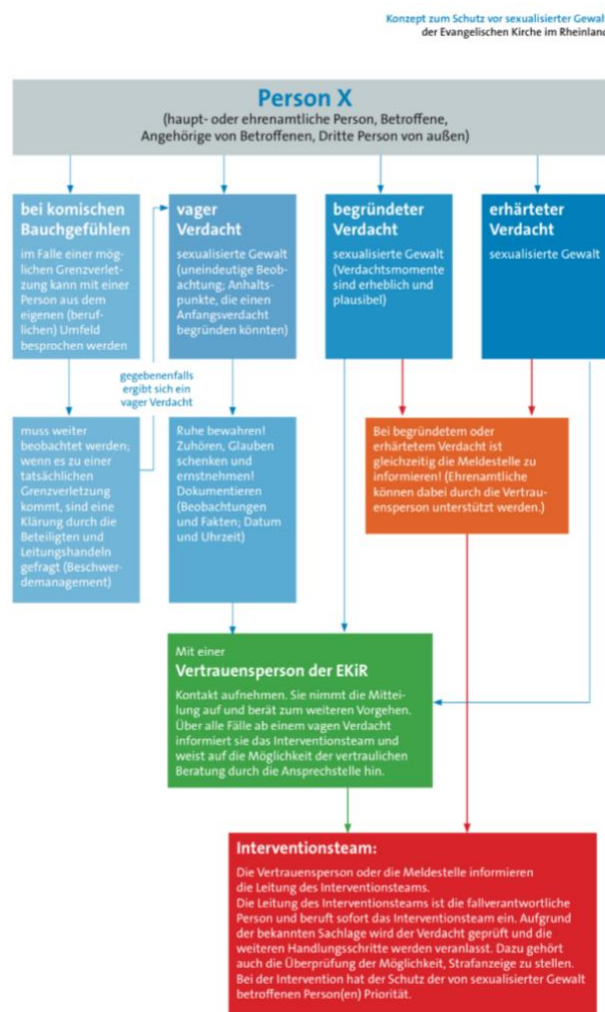 Konzept zum Schutz vor sexualisierter Gewalt
der Evangelischen Kirche im Rheinland
Person X
(haupt- oder ehrenamtliche Person, Betroffene,
Angehörige von Betroffenen, Dritte Person von außen)
bei komischen
Bauchgefühlen
im Falle einer mög-
lichen Grenzverlet-
zung kann mit einer
Person aus dem
eigenen (beruf-
lichen) Umfeld
besprochen werden
vager
Verdacht
sexualisierte Gewalt
(uneindeutige Beob-
achtung; Anhalts-
punkte, die einen
Anfangsverdacht
begründen könnten)
begründeter
Verdacht
sexualisierte Gewalt
(Verdachtsmomente
sind erheblich und
plausibel)
erhärteter
Verdacht
sexualisierte Gewalt
gegebenenfalls
ergibt sich ein
vager Verdacht
muss weiter
beobachtet werden;
wenn es zu einer
tatsächlichen
Grenzverletzung
kommt, sind eine
Klärung durch die
Beteiligten und
Leitungshandeln
gefragt (Beschwer-
demanagement)
Ruhe bewahren!
Zuhören, Glauben
schenken und
ernstnehmen!
Dokumentieren
(Beobachtungen
und Fakten; Datum
und Uhrzeit)
Bei begründetem oder
erhärtetem Verdacht ist
gleichzeitig die Meldestelle zu
informieren! (Ehrenamtliche
können dabei durch die Vertrau-
ensperson unterstützt werden.)
Mit einer
Vertrauensperson der EKiR
Kontakt aufnehmen. Sie nimmt die Mittei-
lung auf und berät zum weiteren Vorgehen.
Über alle Fälle ab einem vagen Verdacht
informiert sie das Interventionsteam und
weist auf die Möglichkeit der vertraulichen
Beratung durch die Ansprechstelle hin.
Interventionsteam:
Die Vertrauensperson oder die Meldestelle informieren
die Leitung des Interventionsteams.
Die Leitung des Interventionsteams ist die fallverantwortliche
Person und beruft sofort das Interventionsteam ein. Aufgrund
der bekannten Sachlage wird der Verdacht geprüft und die
weiteren Handlungsschritte werden veranlasst. Dazu gehört
auch die Überprüfung der Möglichkeit, Strafanzeige zu stellen.
Bei der Intervention hat der Schutz der von sexualisierter Gewalt
betroffenen Person(en) Priorität.